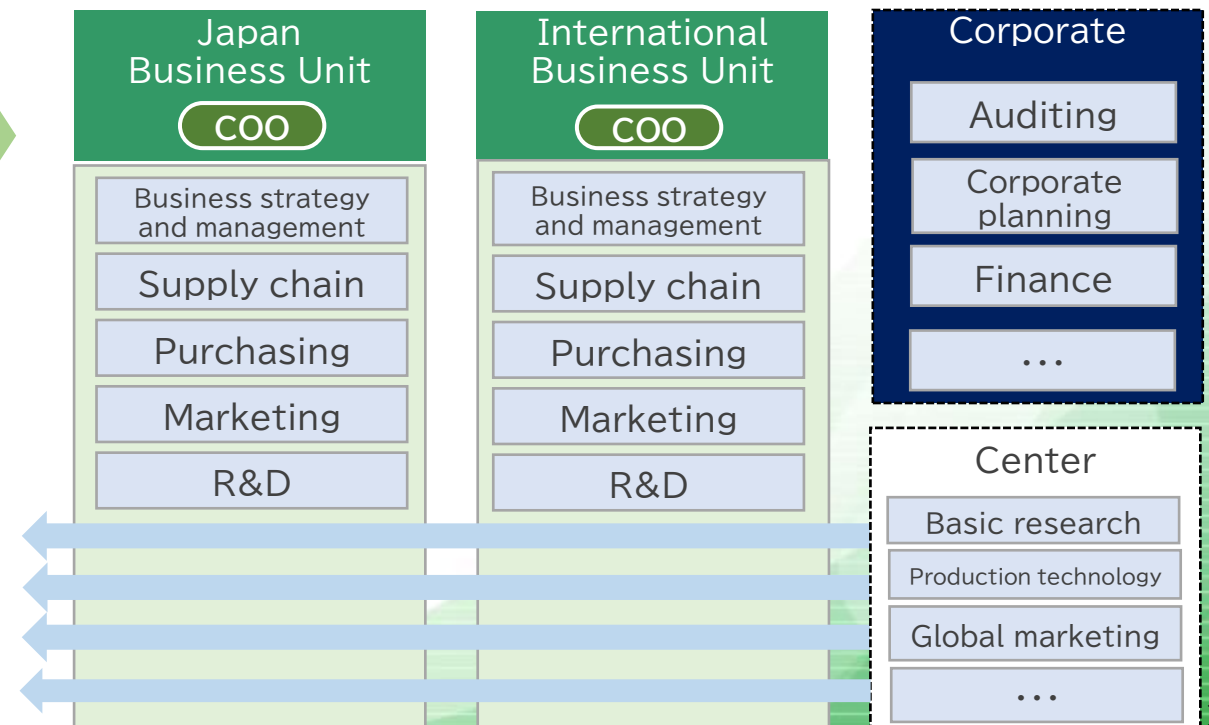 Japan
Business Unit
COO
Business strategy
and management
Supply chain
Purchasing
Marketing
R&D
International
Business Unit
COO
Business strategy
and management
Supply chain
Purchasing
Marketing
R&D
Corporate
Auditing
Corporate
planning
Finance
...
Center
Basic research
Production technology
Global marketing
...